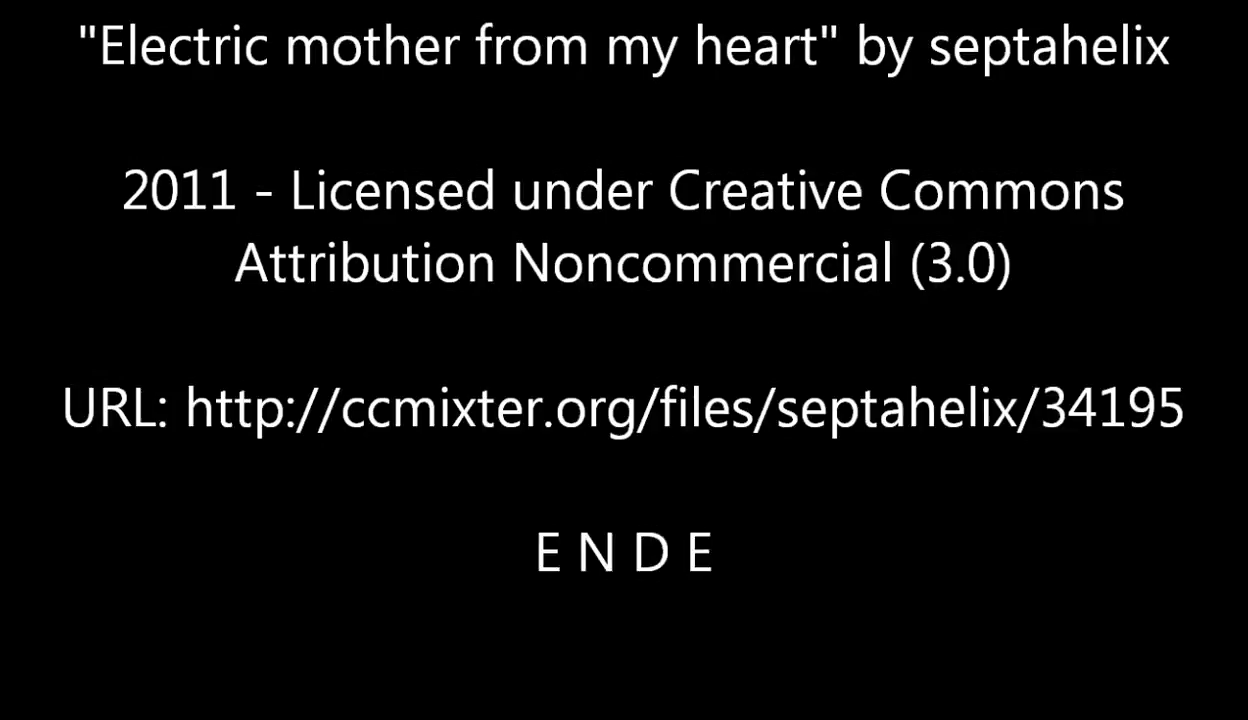 "Electric mother from my heart" by septahelix
2011 - Licensed under Creative Commons
Attribution Noncommercial (3.0)
URL: http://ccmixter.org/files/septahelix/34195
E N D E